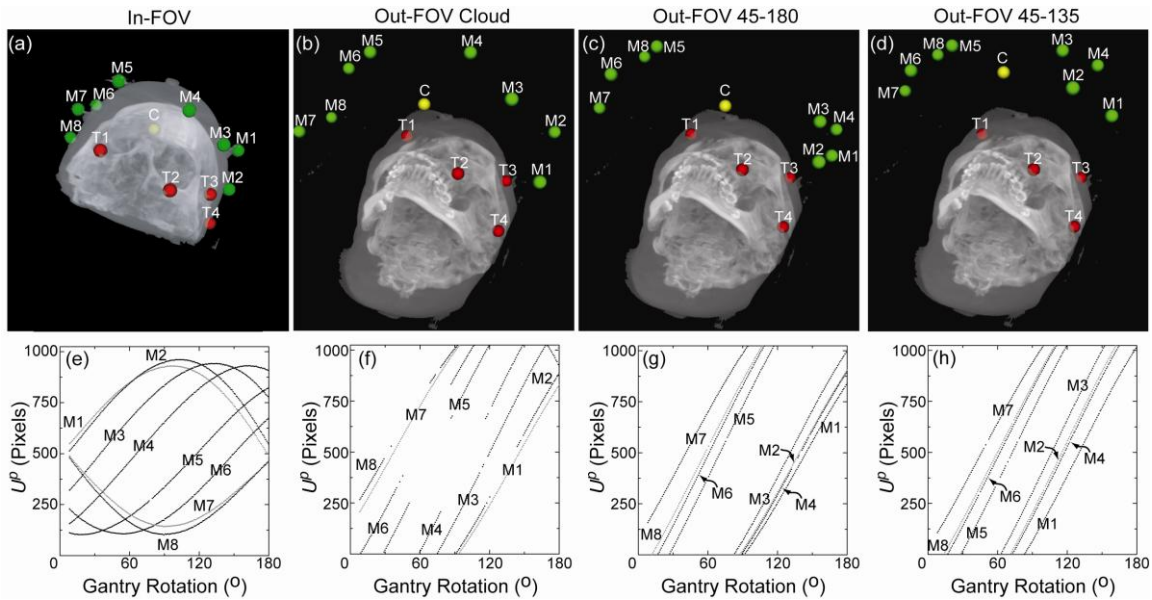 In-FOV
Out-FOV Cloud
Out-FOV 45-180
Out-FOV 45-135
(a)
M5
M7
M6
M4
M8
C
M3
M1
T1
T2
T3
M2
T4
(b)
M5
M4
M6
C
M3
M8
M7
M2
T1
T2
T3
M1
T4
(c)
M8
M5
M6
C
M7
M3
M4
T1
M2
M1
T2
T3
T4
(d)
M8
M5
M3
M6
M4
C
M2
M7
M1
T1
T2
T3
T4
(e)
M2
M1
M3
M4
M5
M6
M7
M8
1000
750
500
250
0
U^p (Pixels)
0 60 120 180
Gantry Rotation (O)
(f)
M2
M7
M5
M8
M1
M6
M4
M3
1000
750
500
250
0
U^p (Pixels)
0 60 120 180
Gantry Rotation (O)
(g)
M7
M5
M1
M2
M6
M3
M4
M8
1000
750
500
250
0
U^p (Pixels)
0 60 120 180
Gantry Rotation (O)
(h)
M7
M3
M2
M4
M6
M5
M1
M8
1000
750
500
250
0
U^p (Pixels)
0 60 120 180
Gantry Rotation (O)